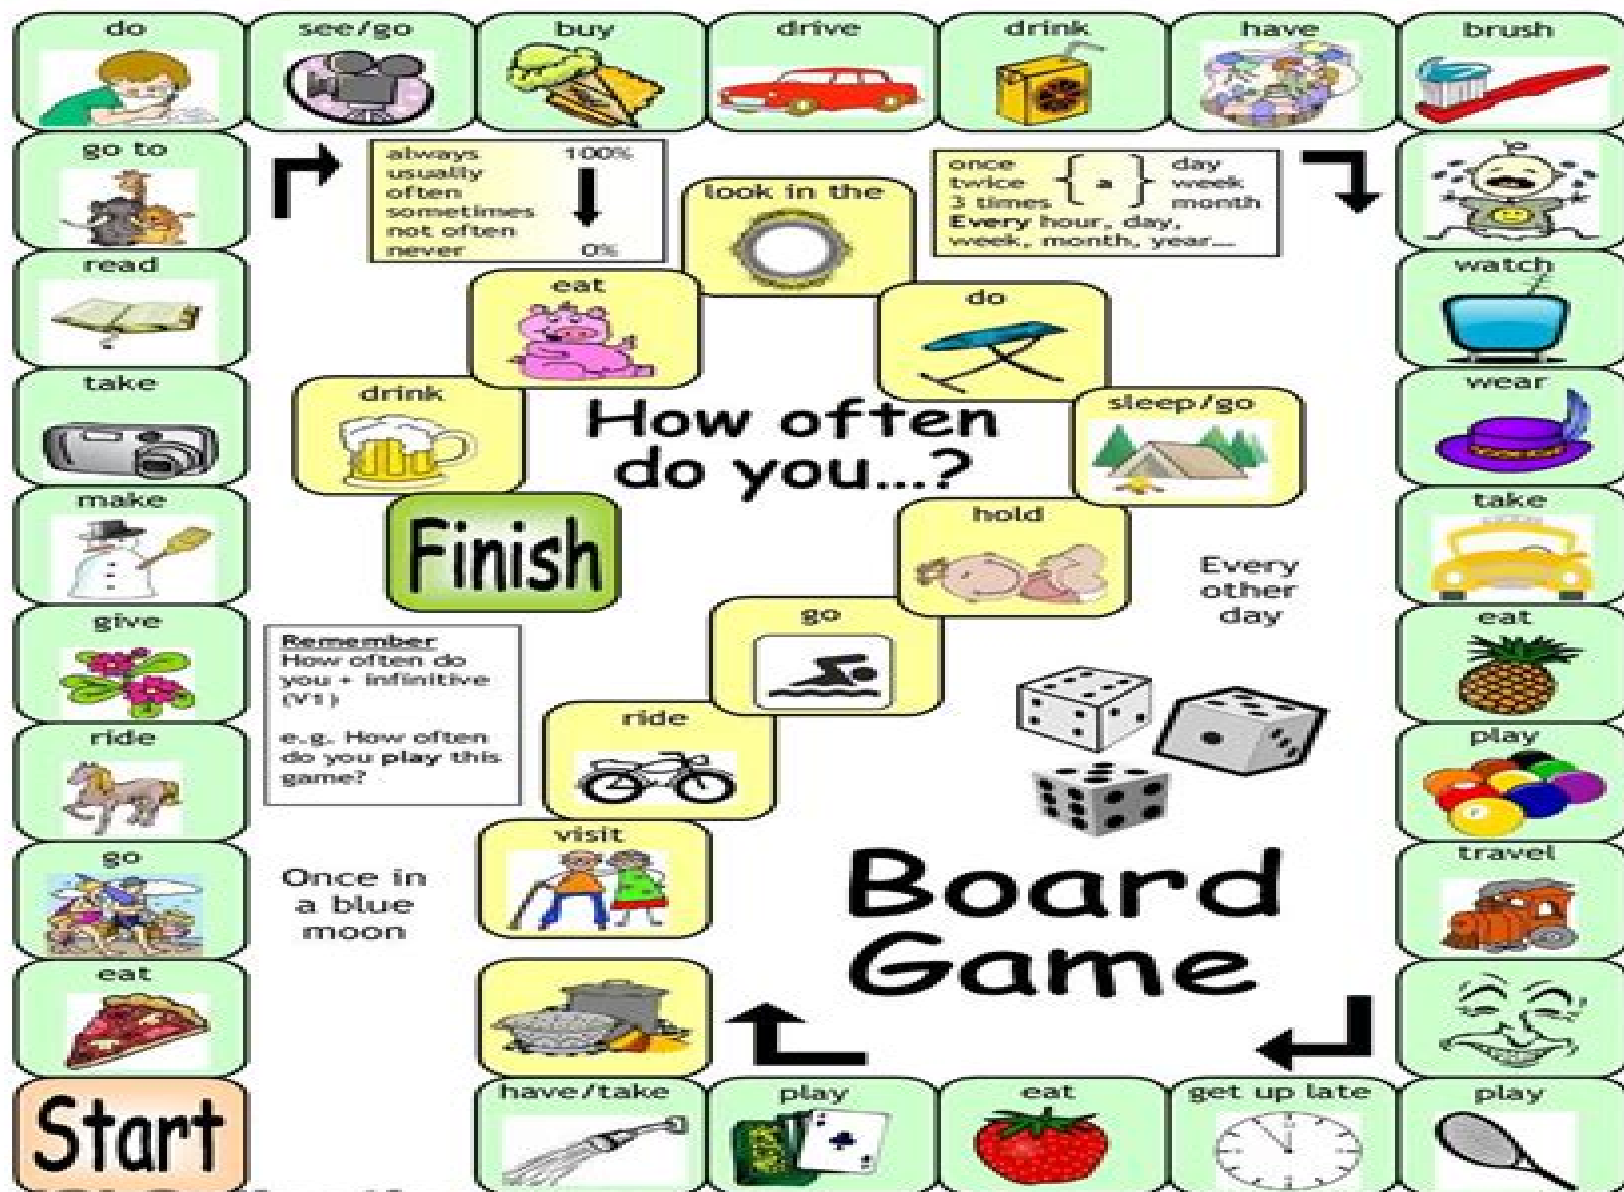 do
see/go
buy
drive
drink
have
brush
go to
always 100%
usually
often
sometimes
not often
never 0%
look in the
once day
twice a week
3 times month
Every hour, day,
week, month, year...
read
watch
eat
do
take
drink
How often
do you...?
sleep/go
wear
make
Finish
hold
take
Every
other
day
give
Remember
How often do
you + infinitive
(V1)
e.g. How often
do you play this
game?
go
eat
ride
ride
play
go
Once in
a blue
moon
visit
Board
Game
travel
eat
Start
have/take
play
eat
get up late
play